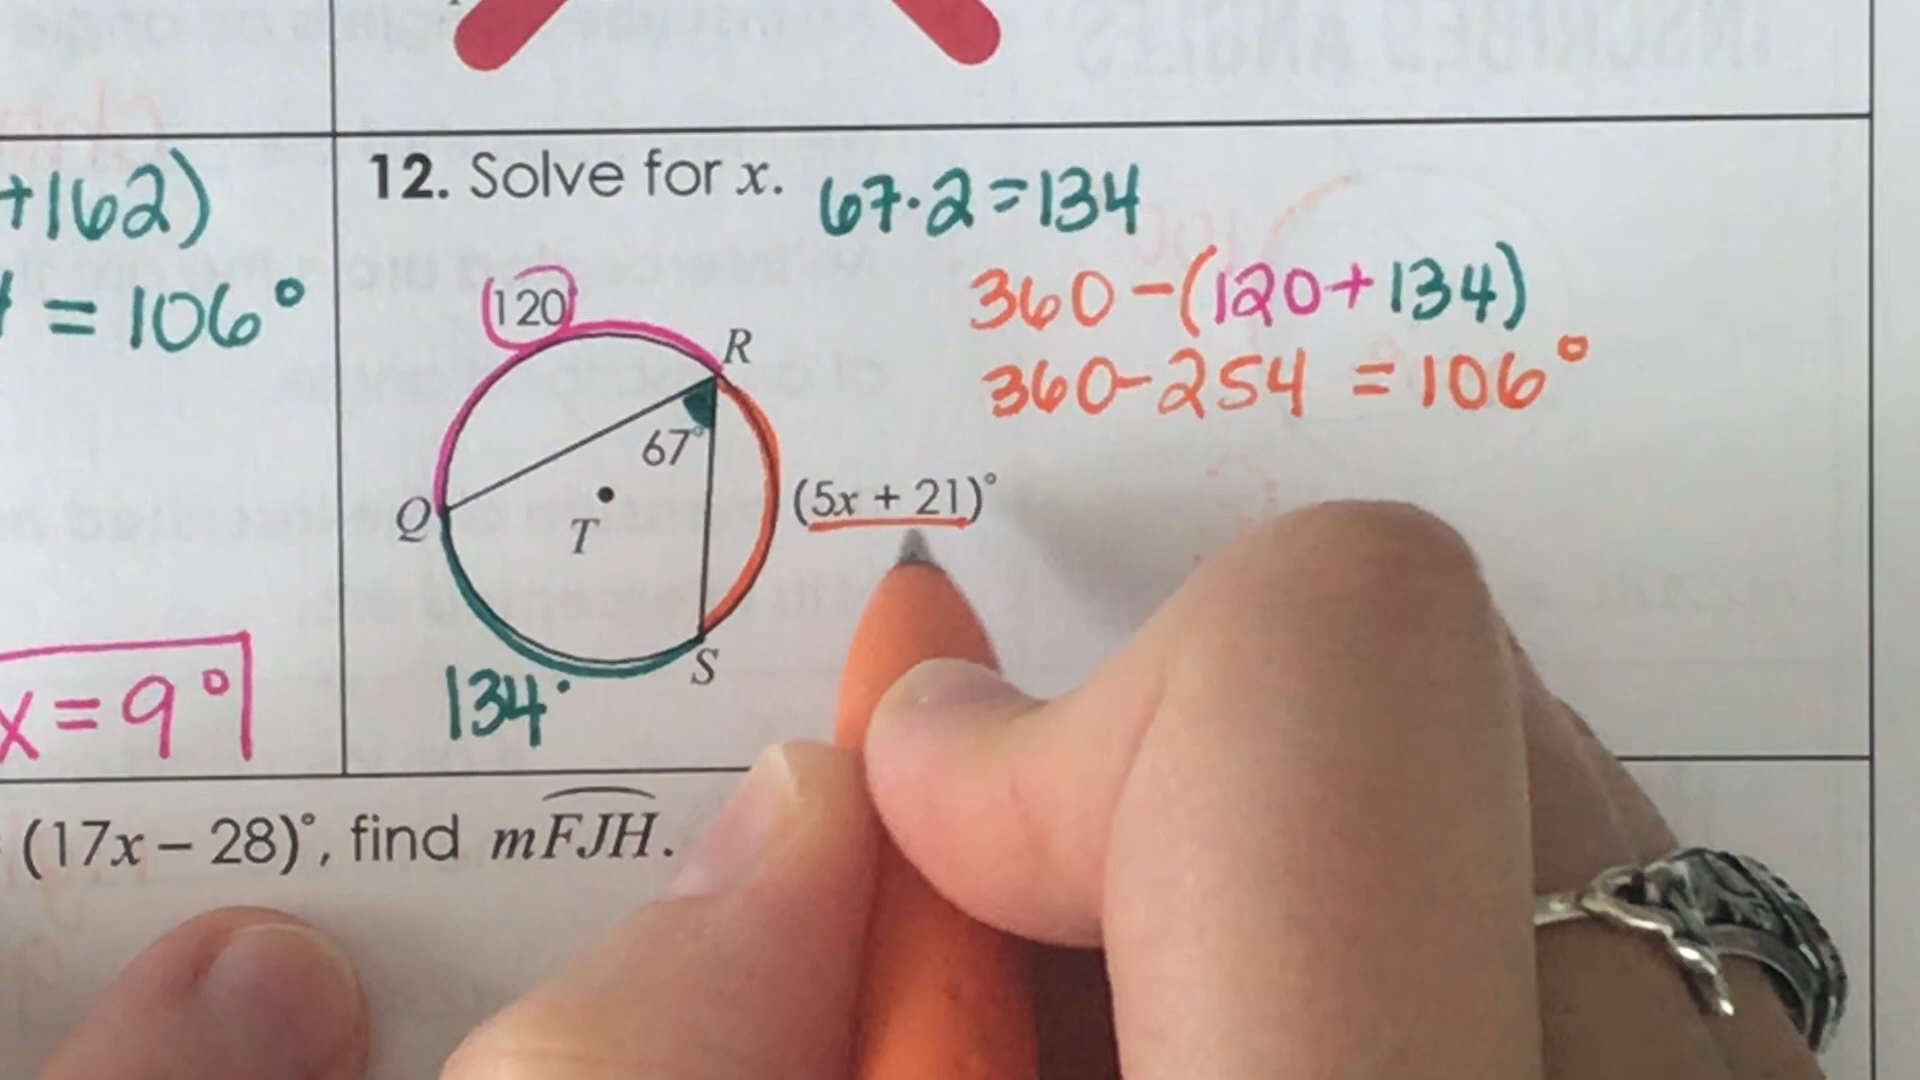 +162)
= 106°
x = 9°
12. Solve for x. 67·2=134
360-(120+134)
360-254 = 106°
120
R
67°
(5x + 21)°
Q
T
S
134°
(17x – 28)°, find mFJH.